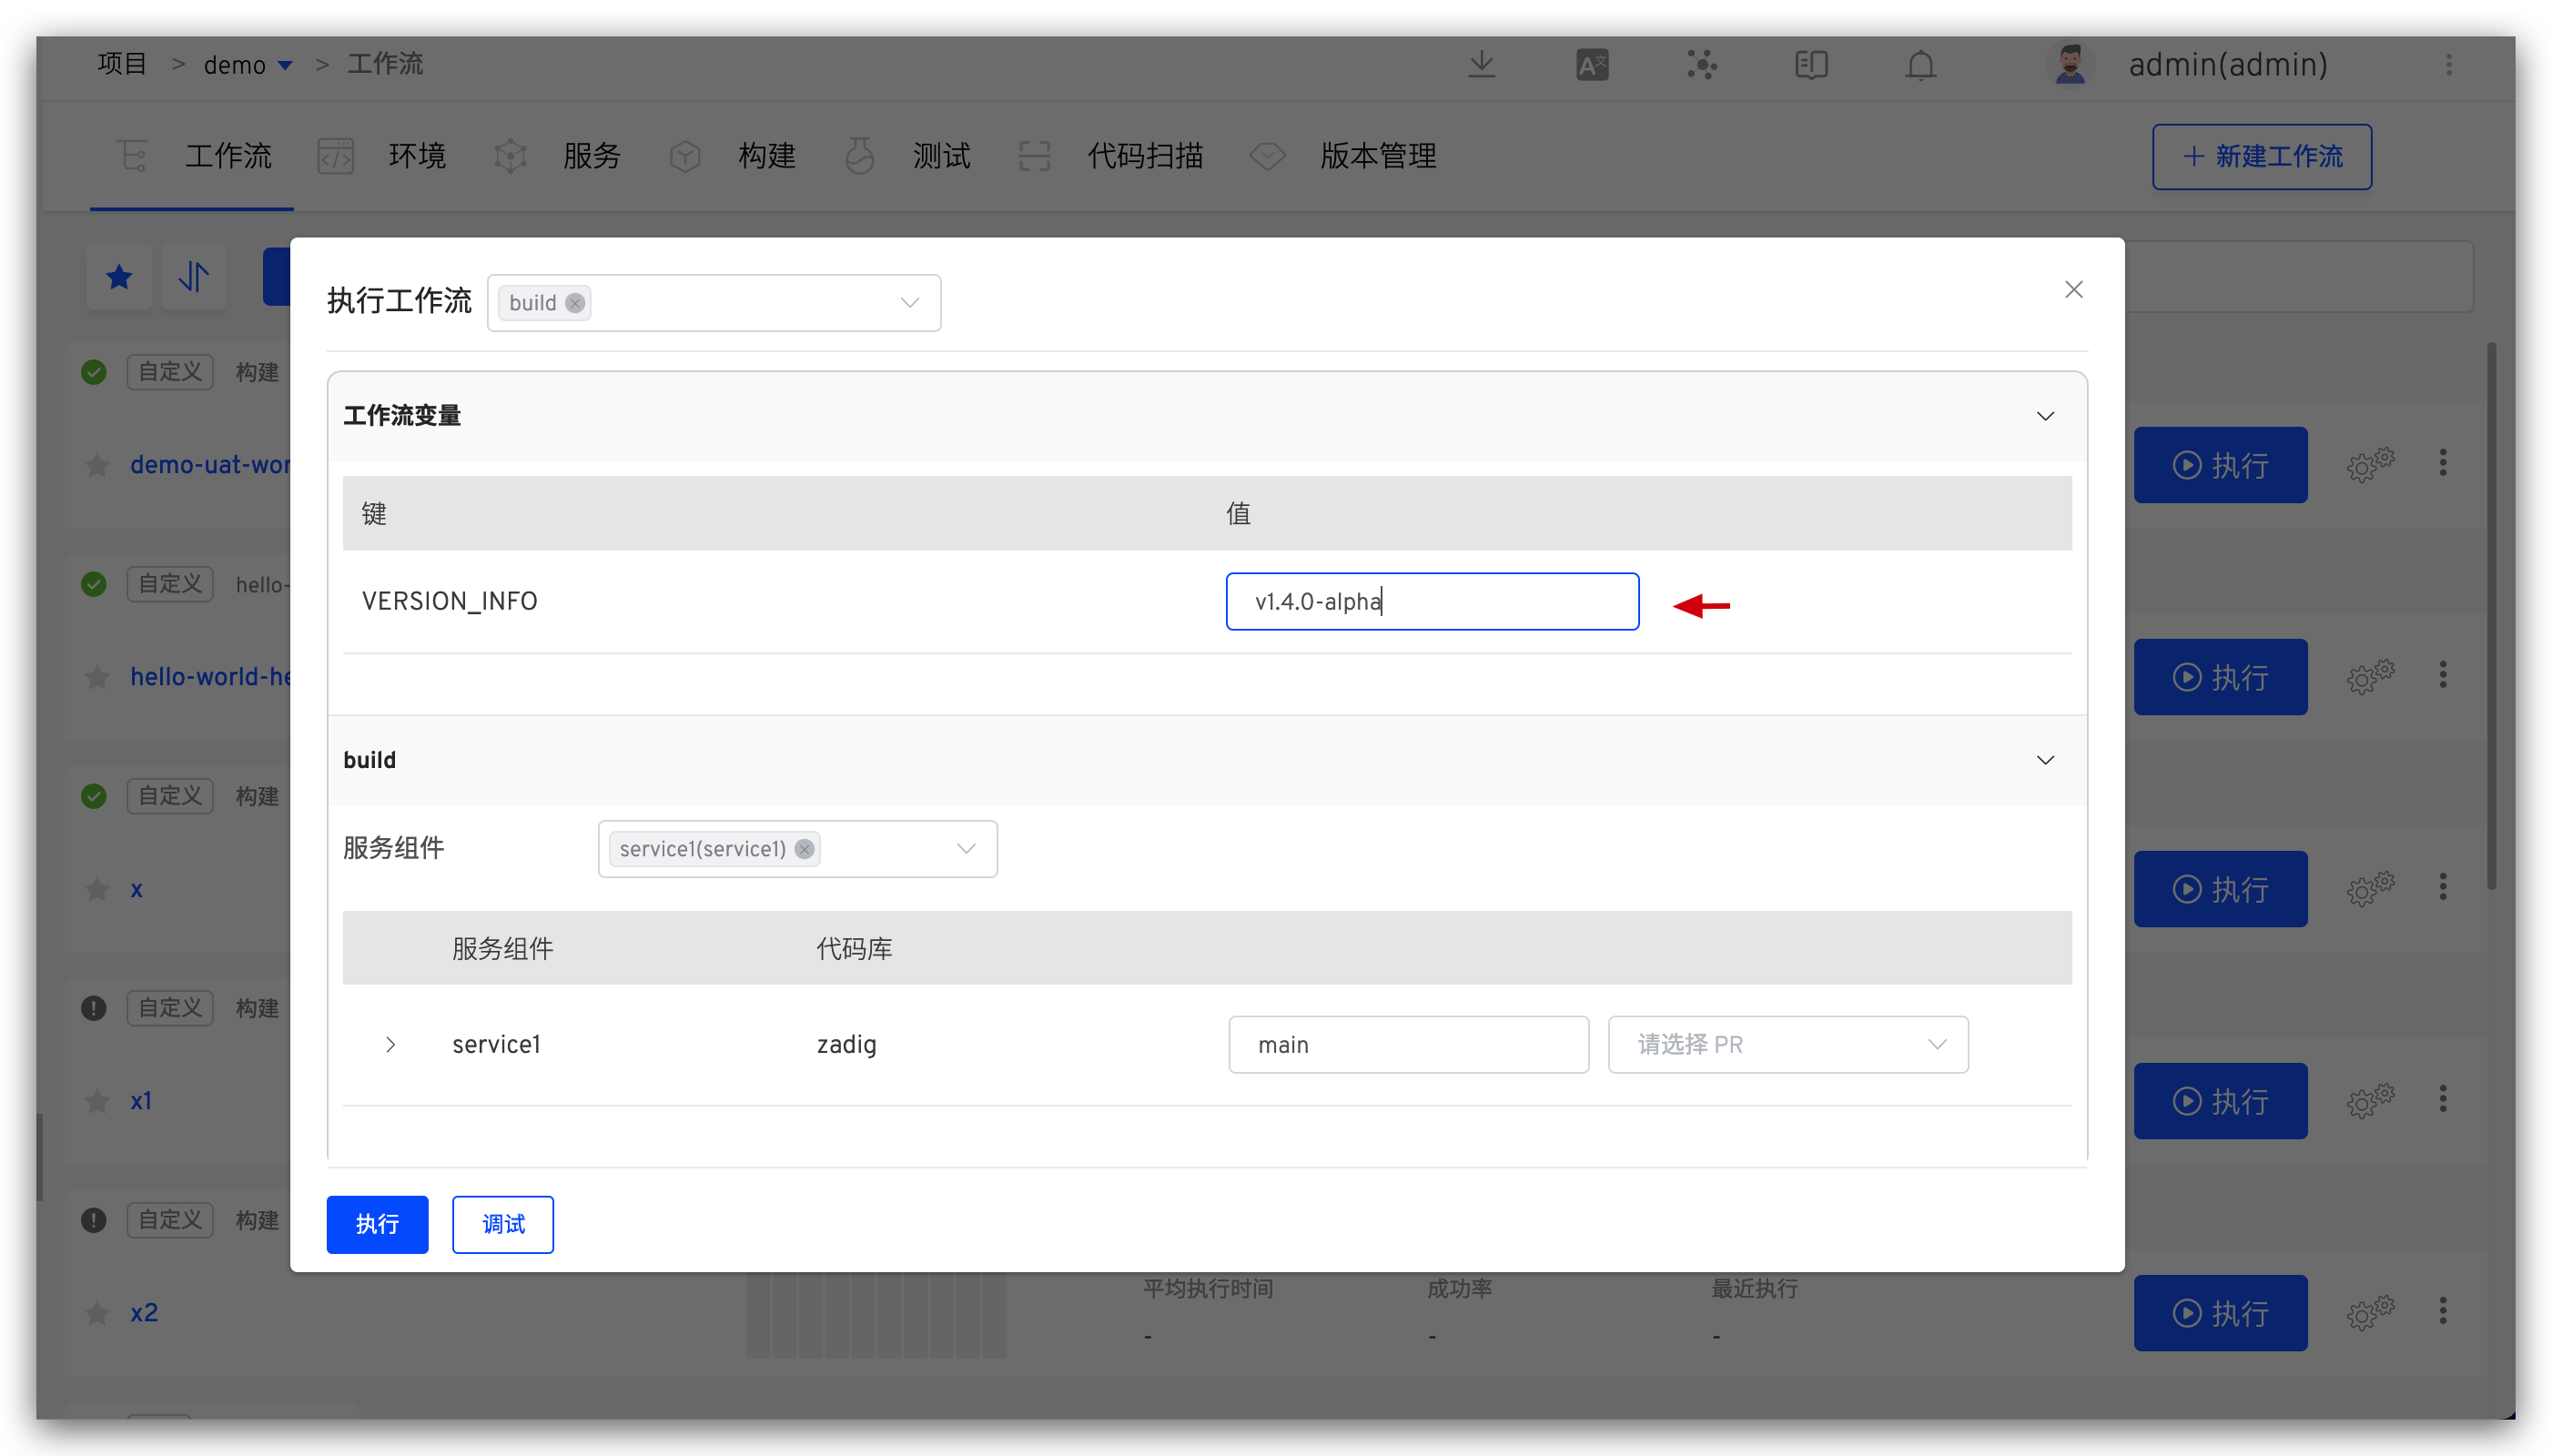 项目 > demo > 工作流
admin(admin)
工作流 环境 服务 构建 测试 代码扫描 版本管理
+ 新建工作流
执行工作流 build
自定义 构建
工作流变量
demo-uat-wor
执行
键 值
自定义 hello-
VERSION_INFO v1.4.0-alpha
hello-world-he
执行
build
自定义 构建
服务组件 service1(service1)
x
执行
服务组件 代码库
自定义 构建
service1 zadig main 请选择 PR
x1
执行
自定义 构建
执行 调试
平均执行时间 成功率 最近执行
x2
执行
- - -